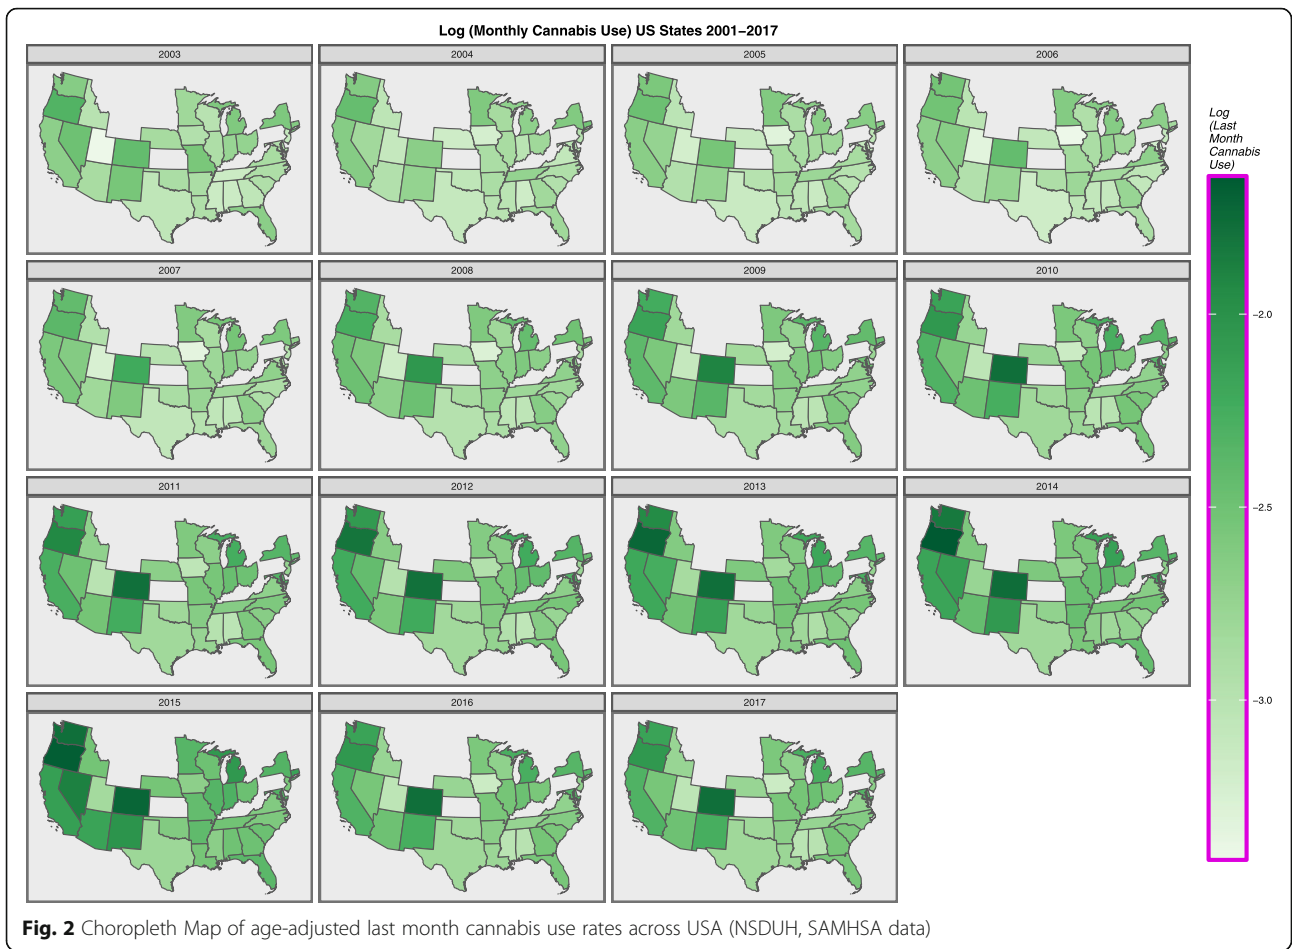 Log (Monthly Cannabis Use) US States 2001–2017
2003
2004
2005
2006
2007
2008
2009
2010
2011
2012
2013
2014
2015
2016
2017
Log
(Last
Month
Cannabis
Use)
–2.0
–2.5
–3.0
Fig. 2 Choropleth Map of age-adjusted last month cannabis use rates across USA (NSDUH, SAMHSA data)